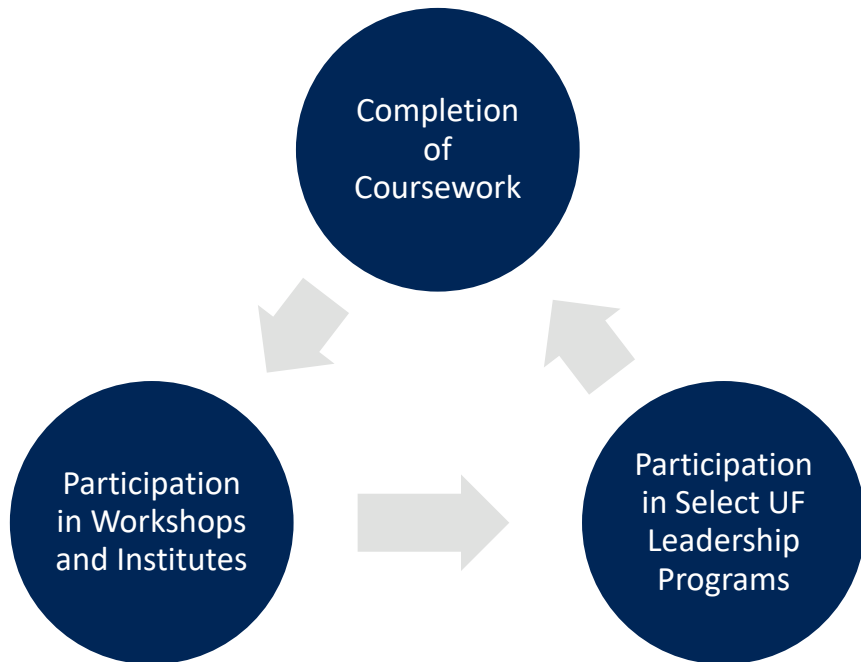 Completion
of
Coursework
Participation
in Workshops
and Institutes
Participation
in Select UF
Leadership
Programs